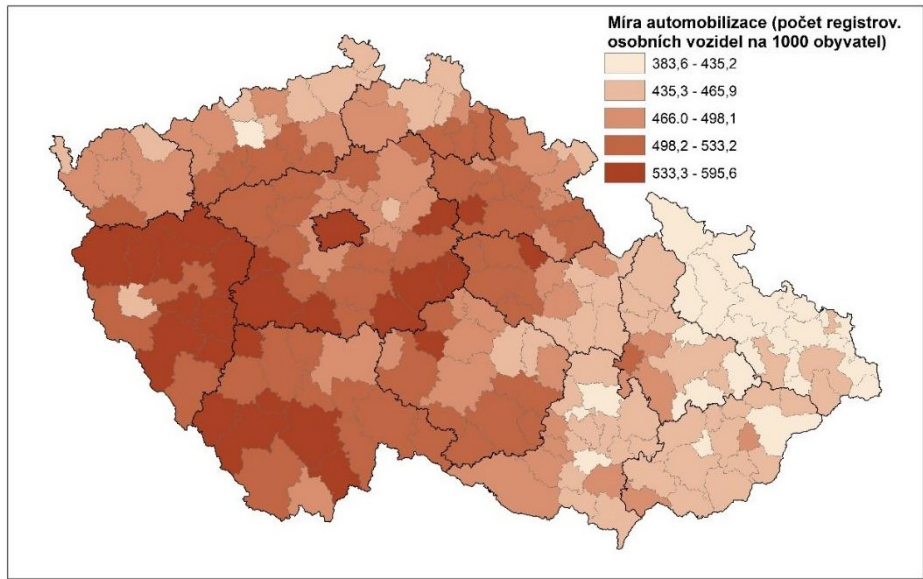 Míra automobilizace (počet registrov.
osobních vozidel na 1000 obyvatel)
383,6 - 435,2
435,3 - 465,9
466.0 - 498,1
498,2 - 533,2
533,3 - 595,6